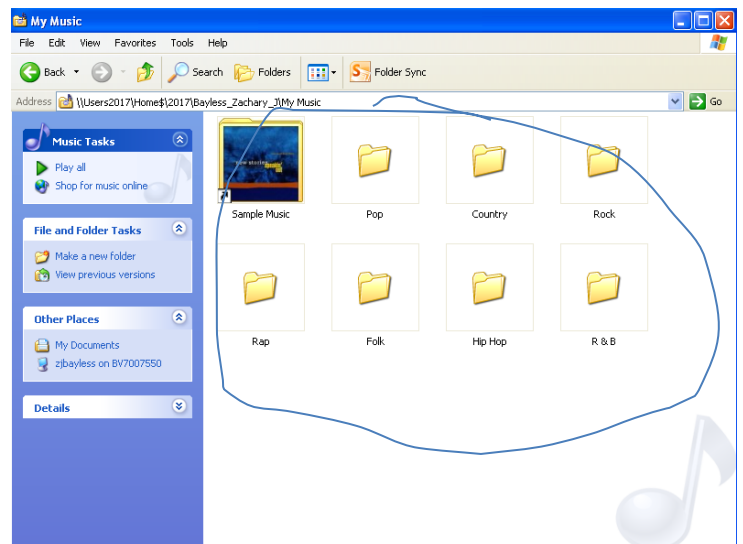 My Music
File Edit View Favorites Tools Help
Back Search Folders Folder Sync
Address \\Users2017\Home$\2017\Bayless_Zachary_J\My Music Go
Music Tasks
Play all
Shop for music online
File and Folder Tasks
Make a new folder
View previous versions
Other Places
My Documents
zjbayless on BV7007550
Details
Sample Music Pop Country Rock
Rap Folk Hip Hop R & B